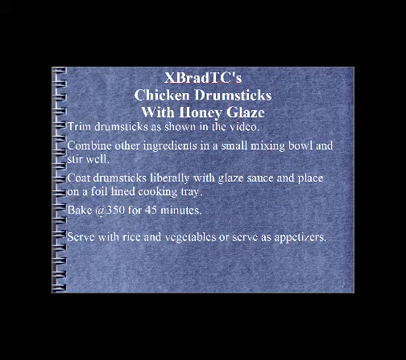 XBradTC's
Chicken Drumsticks
With Honey Glaze
Trim drumsticks as shown in the video.
Combine other ingredients in a small mixing bowl and
stir well.
Coat drumsticks liberally with glaze sauce and place
on a foil lined cooking tray.
Bake @350 for 45 minutes.
Serve with rice and vegetables or serve as appetizers.